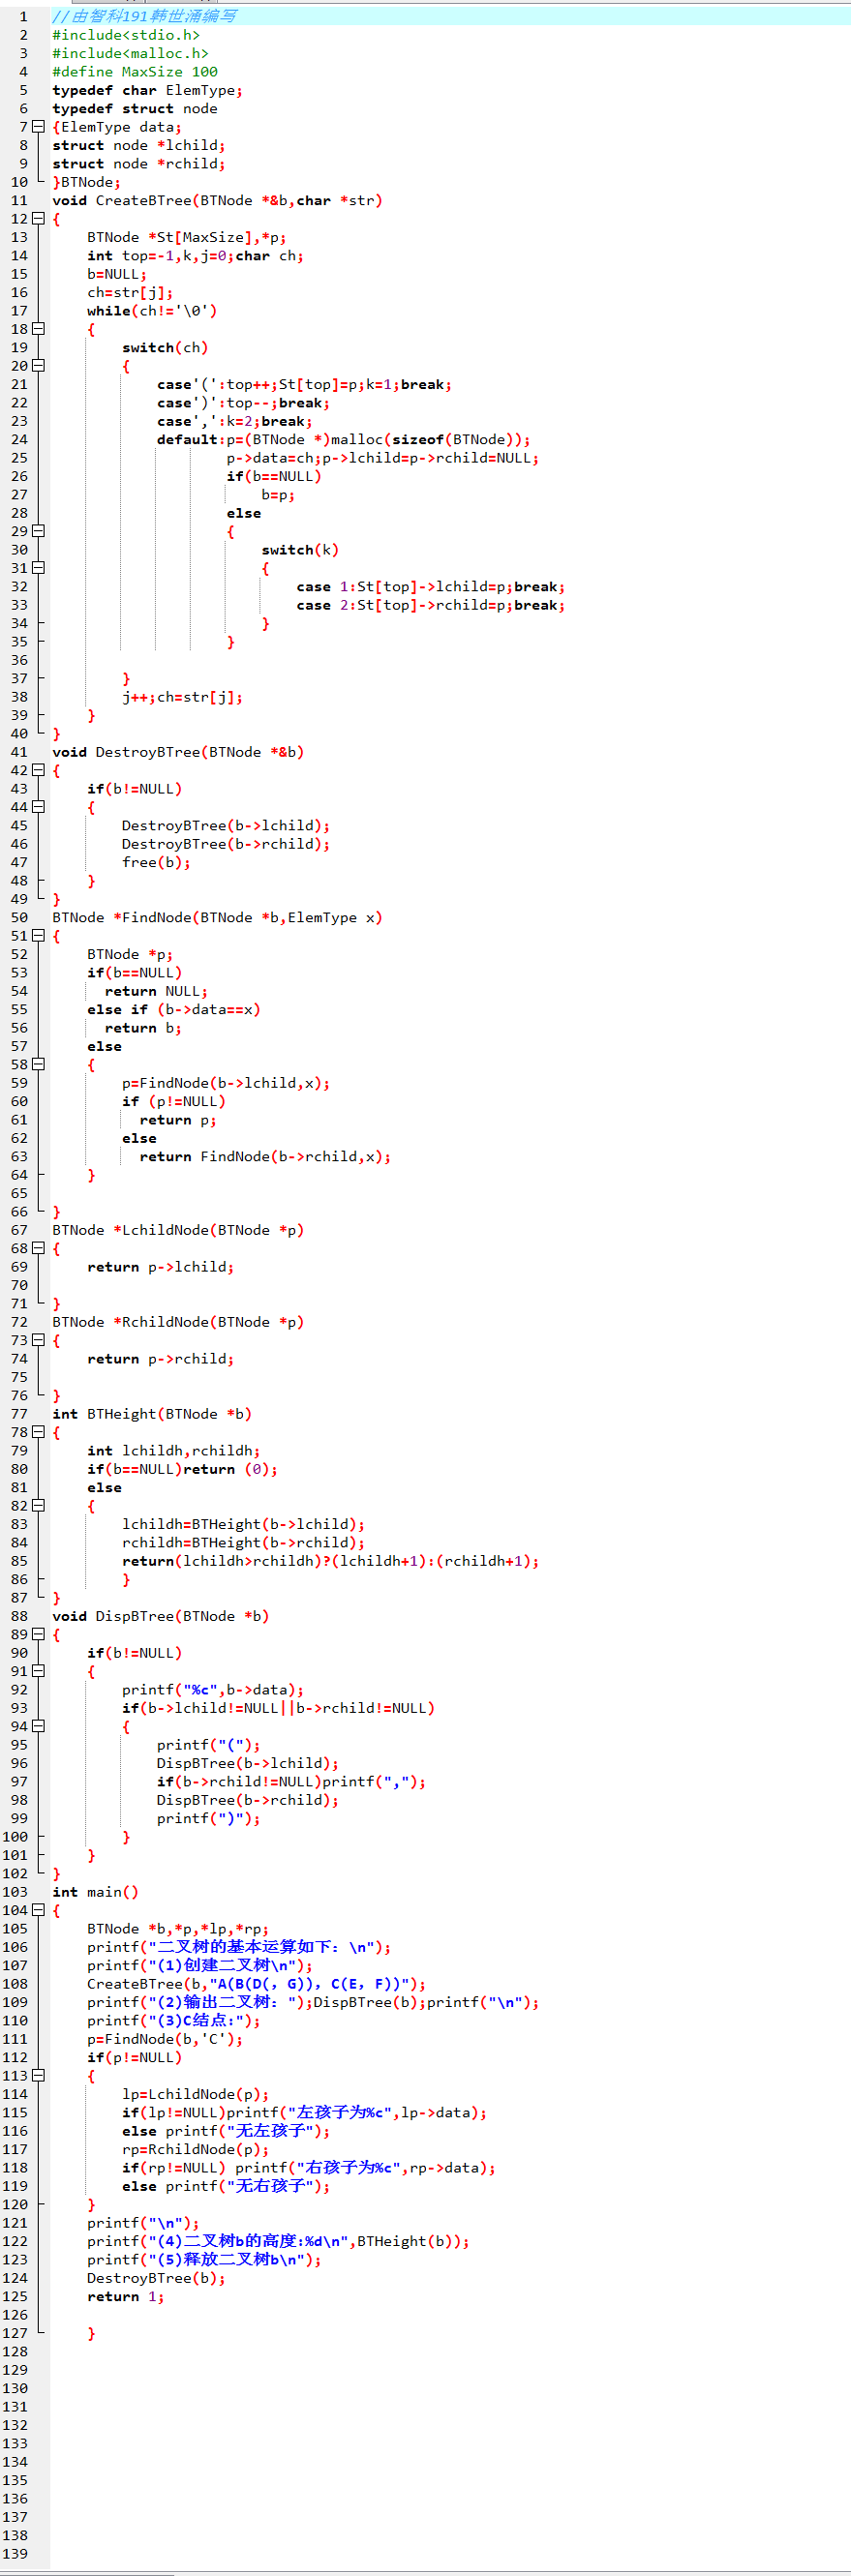 1 //由智科191韩世涌编写
2 #include<stdio.h>
3 #include<malloc.h>
4 #define MaxSize 100
5 typedef char ElemType;
6 typedef struct node
7 {ElemType data;
8 struct node *lchild;
9 struct node *rchild;
10 }BTNode;
11 void CreateBTree(BTNode *&b,char *str)
12 {
13 BTNode *St[MaxSize],*p;
14 int top=-1,k,j=0;char ch;
15 b=NULL;
16 ch=str[j];
17 while(ch!='\0')
18 {
19 switch(ch)
20 {
21 case'(':top++;St[top]=p;k=1;break;
22 case')':top--;break;
23 case',':k=2;break;
24 default:p=(BTNode *)malloc(sizeof(BTNode));
25 p->data=ch;p->lchild=p->rchild=NULL;
26 if(b==NULL)
27 b=p;
28 else
29 {
30 switch(k)
31 {
32 case 1:St[top]->lchild=p;break;
33 case 2:St[top]->rchild=p;break;
34 }
35 }
36
37 }
38 j++;ch=str[j];
39 }
40 }
41 void DestroyBTree(BTNode *&b)
42 {
43 if(b!=NULL)
44 {
45 DestroyBTree(b->lchild);
46 DestroyBTree(b->rchild);
47 free(b);
48 }
49 }
50 BTNode *FindNode(BTNode *b,ElemType x)
51 {
52 BTNode *p;
53 if(b==NULL)
54 return NULL;
55 else if (b->data==x)
56 return b;
57 else
58 {
59 p=FindNode(b->lchild,x);
60 if (p!=NULL)
61 return p;
62 else
63 return FindNode(b->rchild,x);
64 }
65
66 }
67 BTNode *LchildNode(BTNode *p)
68 {
69 return p->lchild;
70
71 }
72 BTNode *RchildNode(BTNode *p)
73 {
74 return p->rchild;
75
76 }
77 int BTHeight(BTNode *b)
78 {
79 int lchildh,rchildh;
80 if(b==NULL)return (0);
81 else
82 {
83 lchildh=BTHeight(b->lchild);
84 rchildh=BTHeight(b->rchild);
85 return(lchildh>rchildh)?(lchildh+1):(rchildh+1);
86 }
87 }
88 void DispBTree(BTNode *b)
89 {
90 if(b!=NULL)
91 {
92 printf("%c",b->data);
93 if(b->lchild!=NULL||b->rchild!=NULL)
94 {
95 printf("(");
96 DispBTree(b->lchild);
97 if(b->rchild!=NULL)printf(",");
98 DispBTree(b->rchild);
99 printf(")");
100 }
101 }
102 }
103 int main()
104 {
105 BTNode *b,*p,*lp,*rp;
106 printf("二叉树的基本运算如下：\n");
107 printf("(1)创建二叉树\n");
108 CreateBTree(b,"A(B(D(，G))，C(E，F))");
109 printf("(2)输出二叉树：");DispBTree(b);printf("\n");
110 printf("(3)C结点:");
111 p=FindNode(b,'C');
112 if(p!=NULL)
113 {
114 lp=LchildNode(p);
115 if(lp!=NULL)printf("左孩子为%c",lp->data);
116 else printf("无左孩子");
117 rp=RchildNode(p);
118 if(rp!=NULL) printf("右孩子为%c",rp->data);
119 else printf("无右孩子");
120 }
121 printf("\n");
122 printf("(4)二叉树b的高度:%d\n",BTHeight(b));
123 printf("(5)释放二叉树b\n");
124 DestroyBTree(b);
125 return 1;
126
127 }
128
129
130
131
132
133
134
135
136
137
138
139